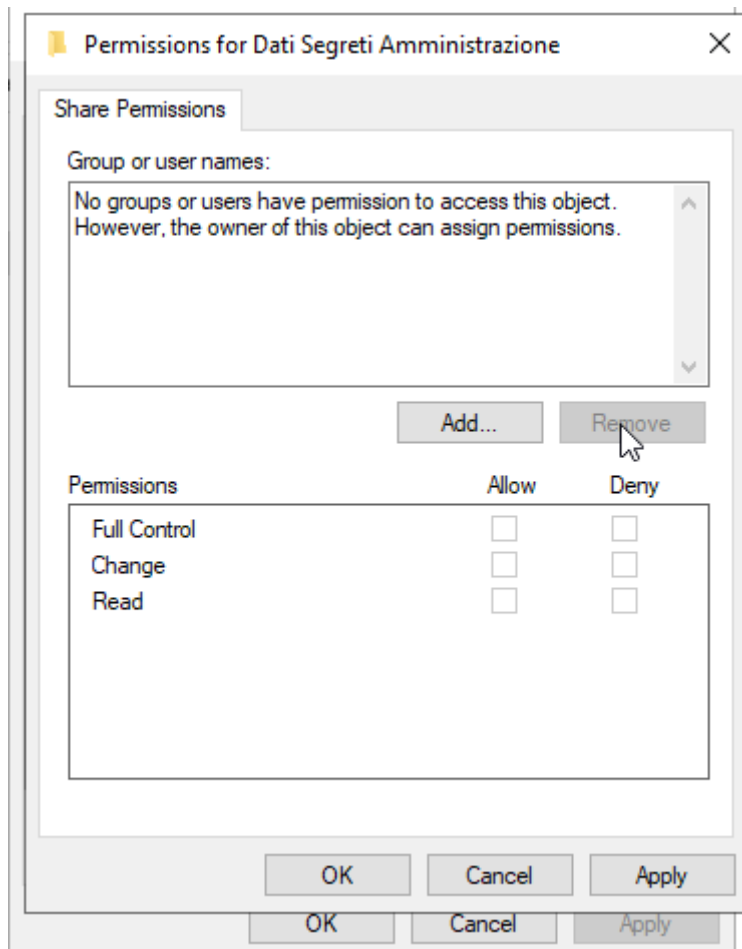 Permissions for Dati Segreti Amministrazione
Share Permissions
Group or user names:
No groups or users have permission to access this object.
However, the owner of this object can assign permissions.
Add... Remove
Permissions Allow Deny
Full Control
Change
Read
OK Cancel Apply
OK Cancel Apply